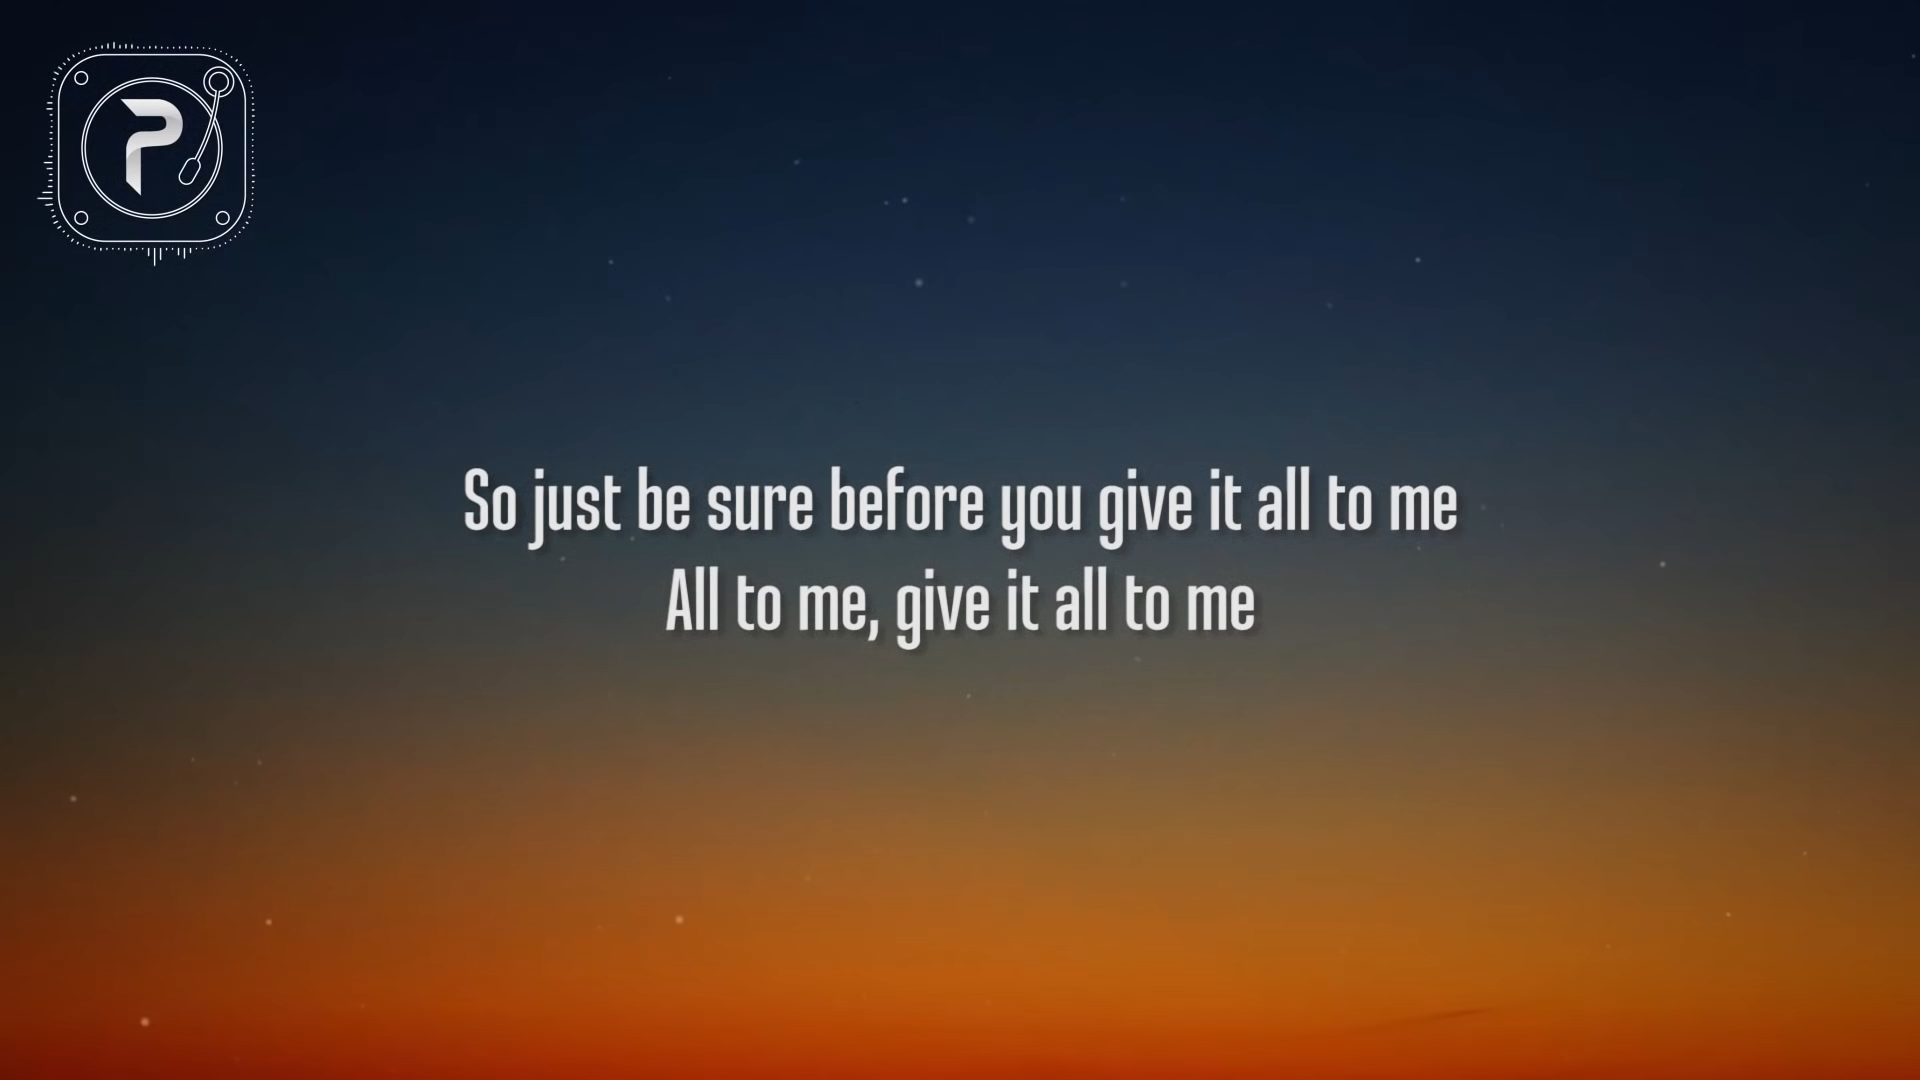 P
So just be sure before you give it all to me
All to me, give it all to me